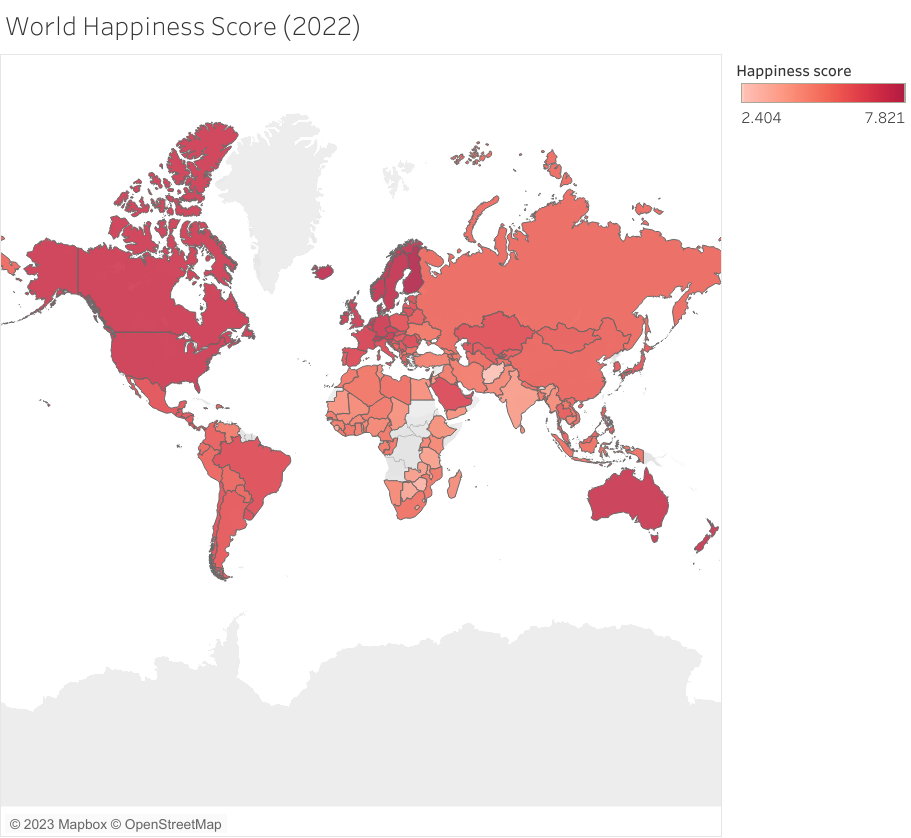 World Happiness Score (2022)
Happiness score
2.404 7.821
© 2023 Mapbox © OpenStreetMap